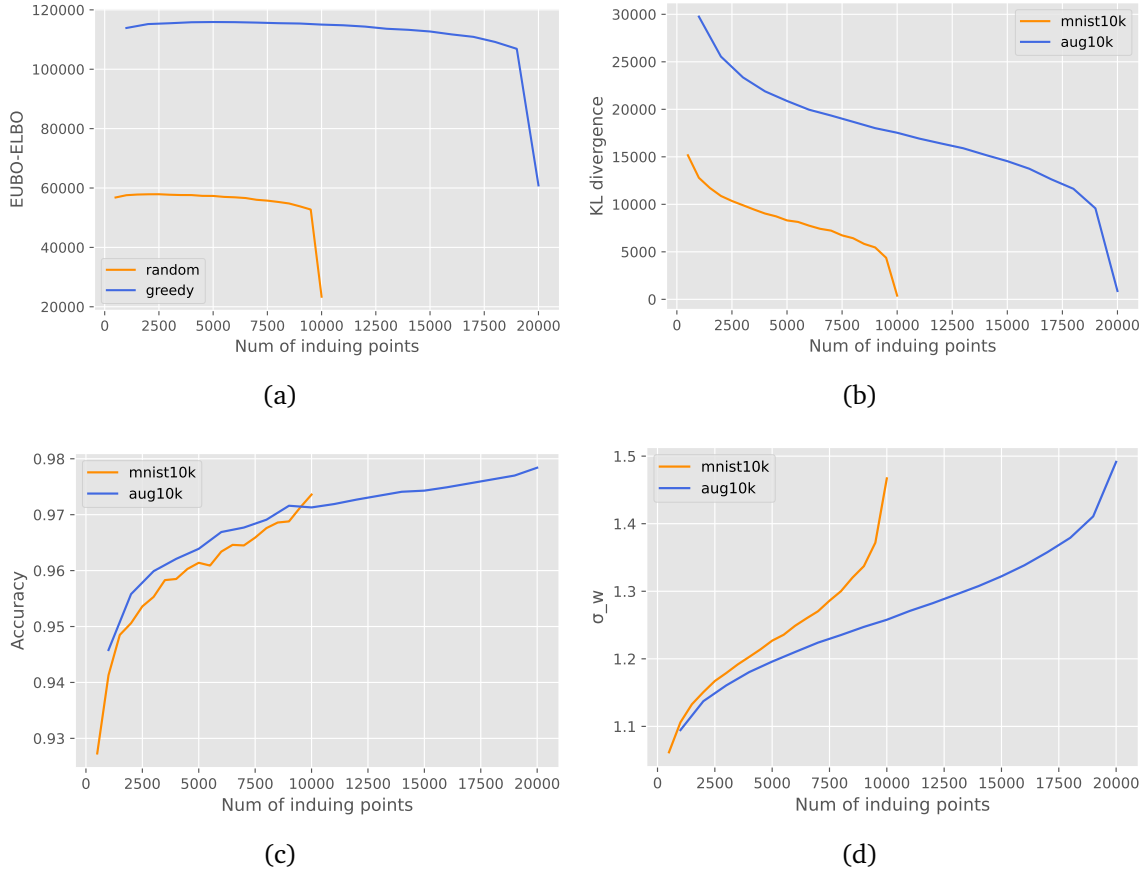 120000
100000
80000
60000
40000
20000
EUBO-ELBO
random
greedy
0 2500 5000 7500 10000 12500 15000 17500 20000
Num of induing points
(a)
30000
25000
20000
15000
10000
5000
0
KL divergence
mnist10k
aug10k
0 2500 5000 7500 10000 12500 15000 17500 20000
Num of induing points
(b)
0.98
0.97
0.96
0.95
0.94
0.93
Accuracy
mnist10k
aug10k
0 2500 5000 7500 10000 12500 15000 17500 20000
Num of induing points
(c)
1.5
1.4
1.3
1.2
1.1
σ_w
mnist10k
aug10k
0 2500 5000 7500 10000 12500 15000 17500 20000
Num of induing points
(d)